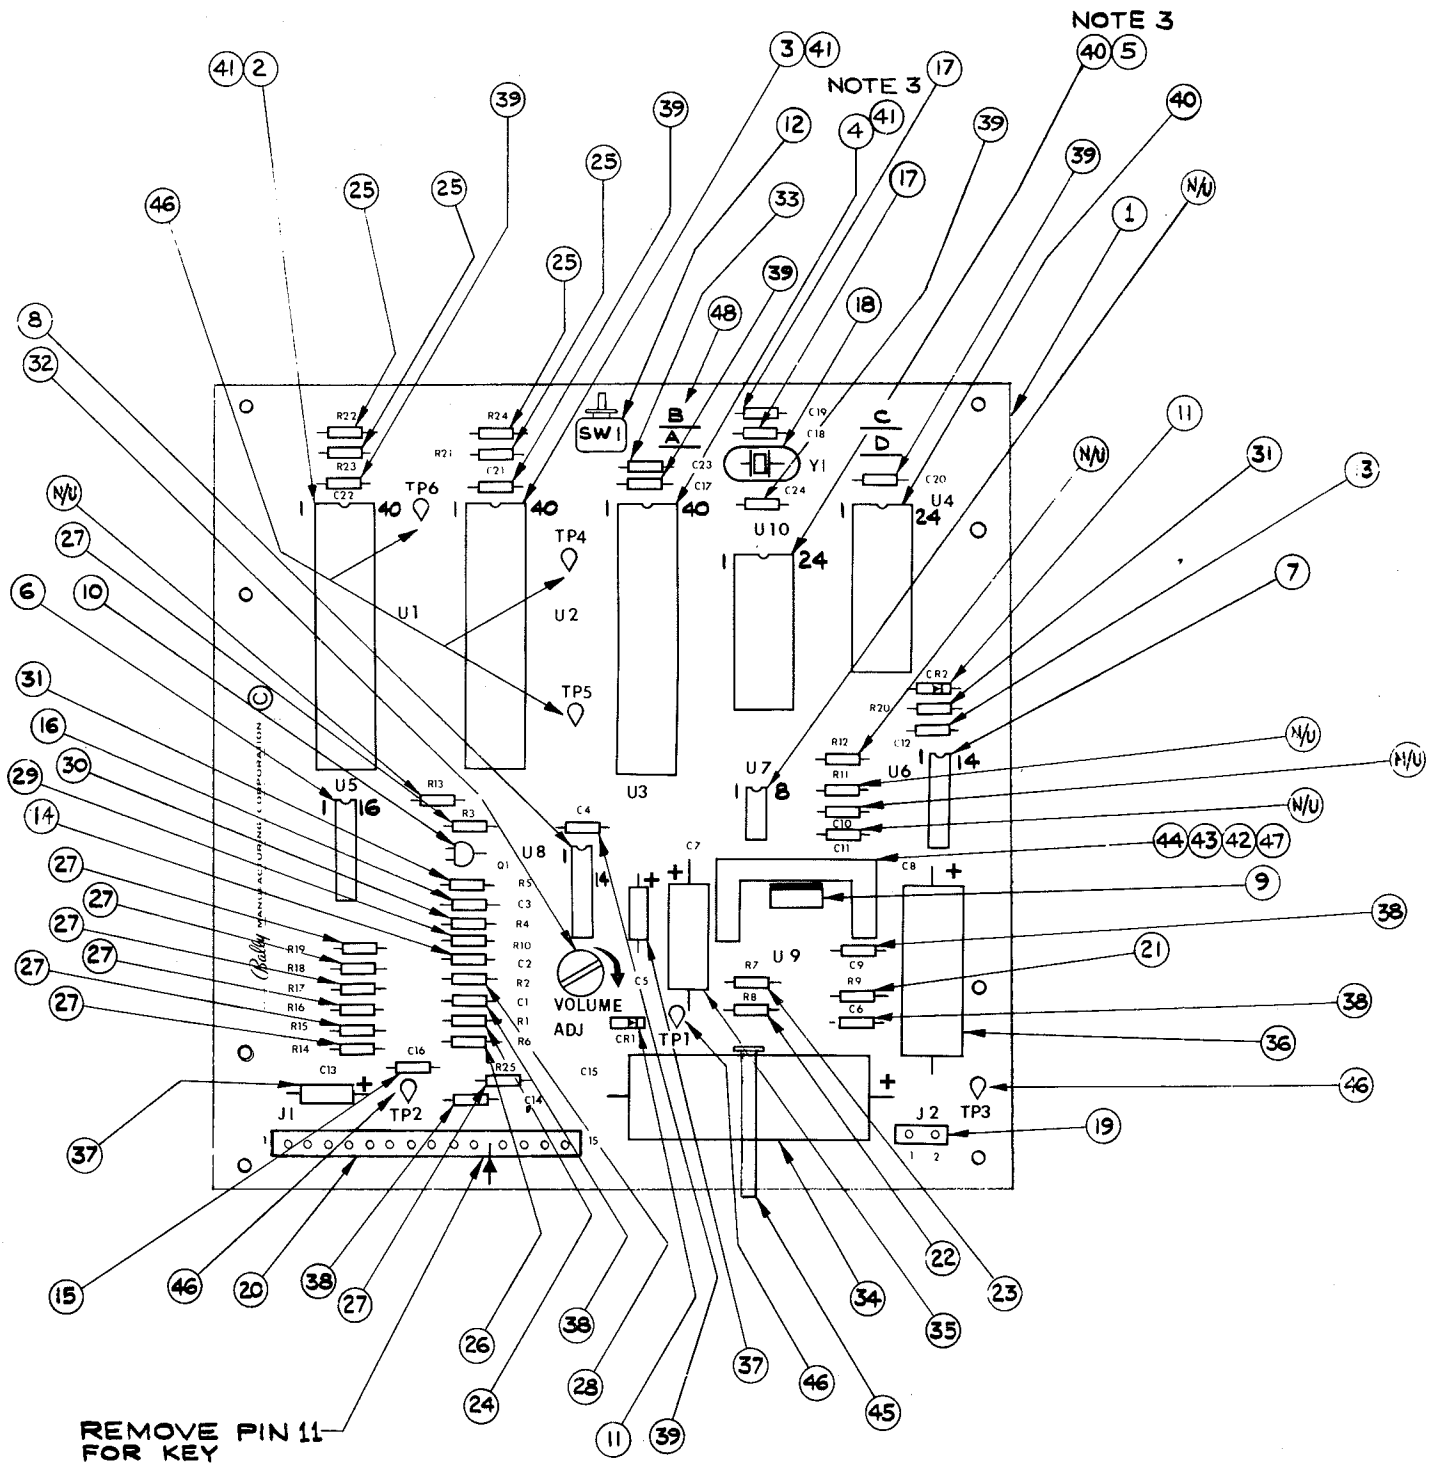 NOTE 3
40 5
3 41
41 2
17
NOTE 3
39
39
12
4 41
39
40
25
25
25
39
17
N/U
46
33
1
25
39
18
8
48
32
11
R22
R24
SW1
B
A
C19
C18
C
D
R23
R21
C21
C23
C17
Y1
C20
N/U
31
N/U
C22
TP6
C24
U4
13
1 40
1 40
1 40
U10
1 24
27
TP4
1 24
7
10
6
U1
U2
31
TP5
CR2
R20
C12
N/U
16
©
Bally MANUFACTURING CORPORATION
R12
U6
1 14
N/U
29
30
U5
1 16
R13
U3
U7
1 8
R11
14
R3
C4
C10
N/U
C11
44 43 42 47
27
Q1
U8
1 14
C7
+
+
C8
+
9
27
R5
C3
R4
38
27
R19
R10
U9
C9
21
27
27
R18
C2
R17
R2
C5
R7
R9
27
R16
C1
VOLUME
ADJ
R8
C6
38
R15
R1
CR1
TP1
R14
R6
36
C13
C16
R25
C15
+
+
46
J1
TP2
C14
J2
TP3
19
1
15
1 2
37
15
46
20
38
27
26
24
38
28
11
39
37
46
45
34
35
22
23
REMOVE PIN 11
FOR KEY